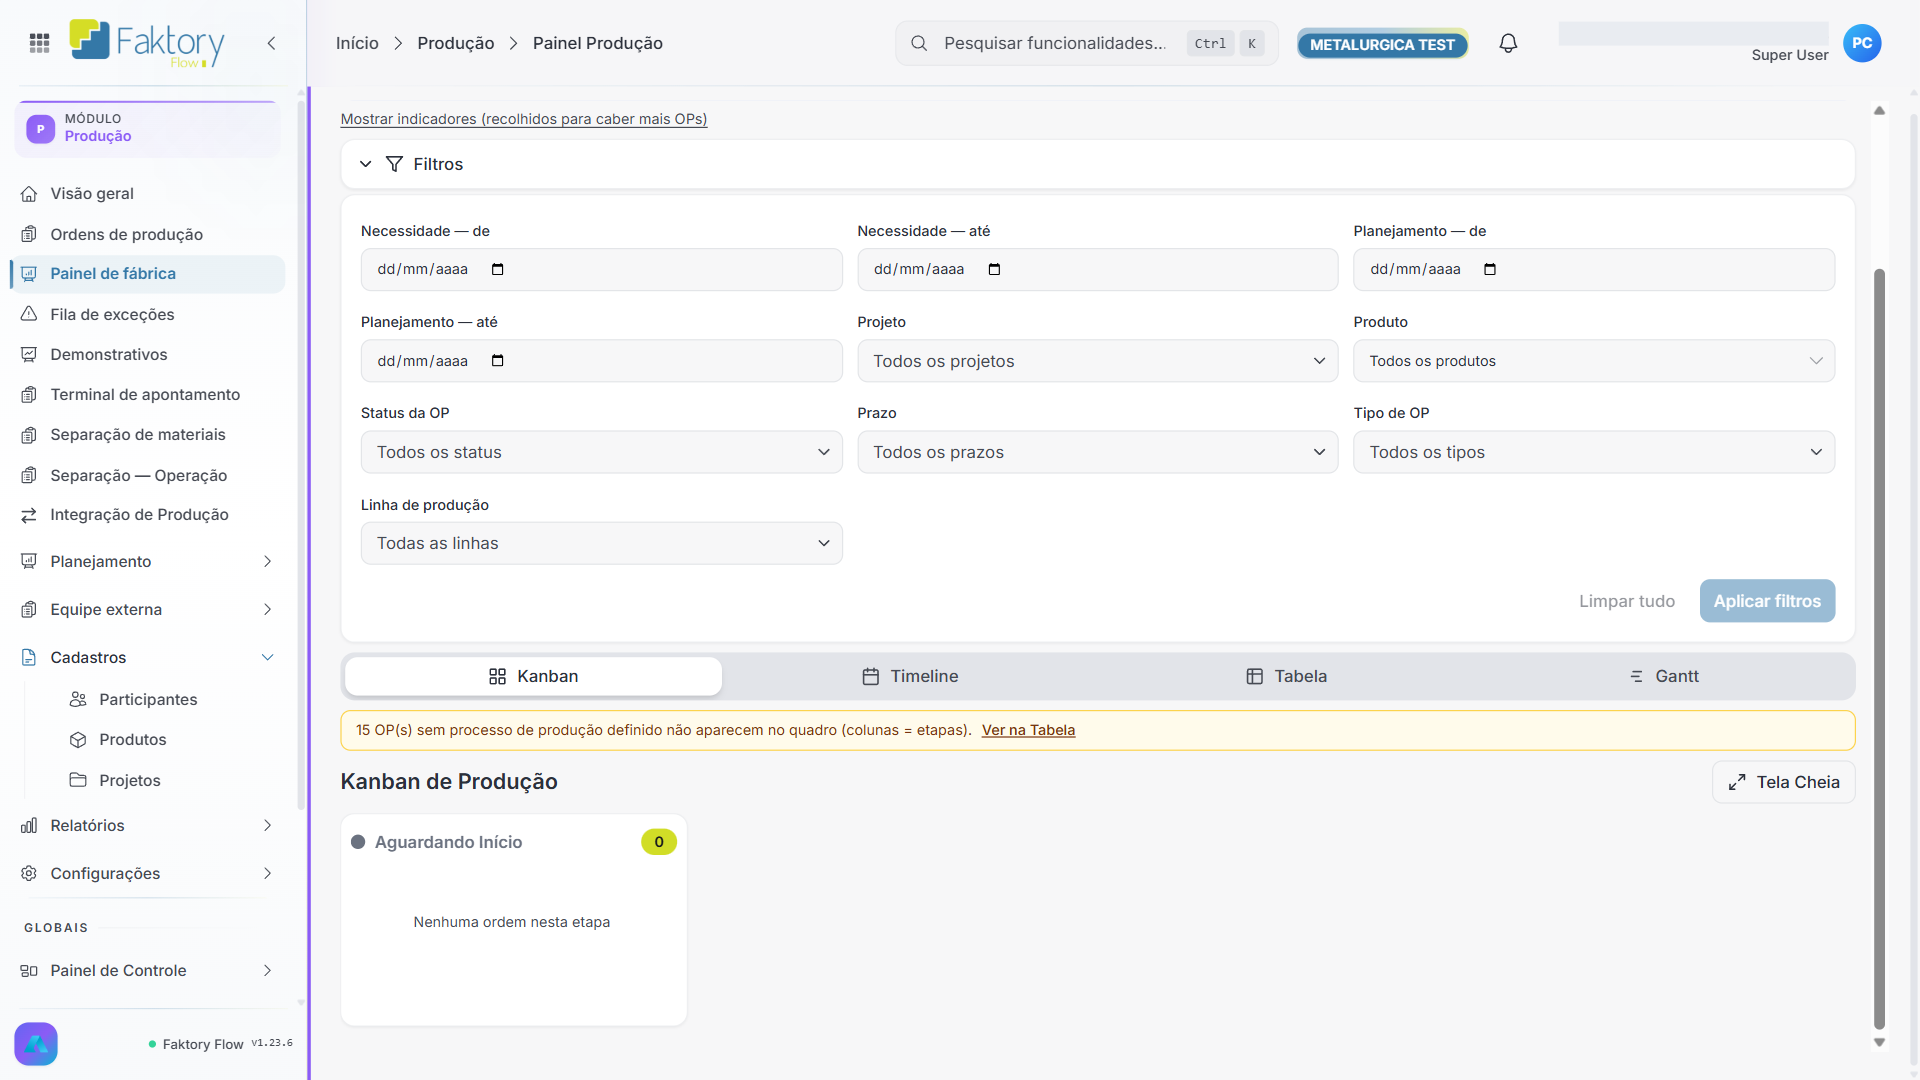 Faktory
Flow
Início
Produção
Painel Produção
Pesquisar funcionalidades...
Ctrl
K
METALURGICA TEST
Super User
PC
P
MÓDULO
Produção
Visão geral
Ordens de produção
Painel de fábrica
Fila de exceções
Demonstrativos
Terminal de apontamento
Separação de materiais
Separação — Operação
Integração de Produção
Planejamento
Equipe externa
Cadastros
Participantes
Produtos
Projetos
Relatórios
Configurações
GLOBAIS
Painel de Controle
Faktory Flow v1.23.6
Mostrar indicadores (recolhidos para caber mais OPs)
Filtros
Necessidade — de
Necessidade — até
Planejamento — de
dd/mm/aaaa
dd/mm/aaaa
dd/mm/aaaa
Planejamento — até
Projeto
Produto
dd/mm/aaaa
Todos os projetos
Todos os produtos
Status da OP
Prazo
Tipo de OP
Todos os status
Todos os prazos
Todos os tipos
Linha de produção
Todas as linhas
Limpar tudo
Aplicar filtros
Kanban
Timeline
Tabela
Gantt
15 OP(s) sem processo de produção definido não aparecem no quadro (colunas = etapas). Ver na Tabela
Kanban de Produção
Tela Cheia
Aguardando Início
0
Nenhuma ordem nesta etapa